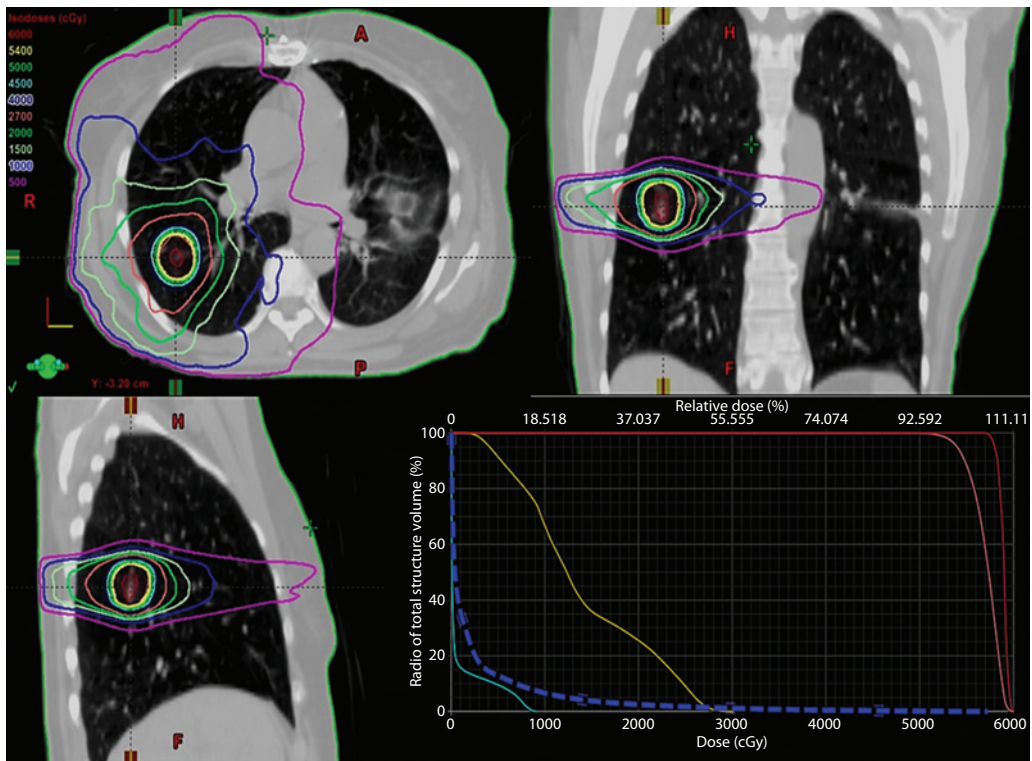 Isodoses (cGy)
6000
5400
5000
4500
4000
2700
2000
1500
1000
500
A
R
P
Y: -3.20 cm
H
F
H
F
Relative dose (%)
0 18.518 37.037 55.555 74.074 92.592 111.11
Radio of total structure volume (%)
100
80
60
40
20
0
0 1000 2000 3000 4000 5000 6000
Dose (cGy)